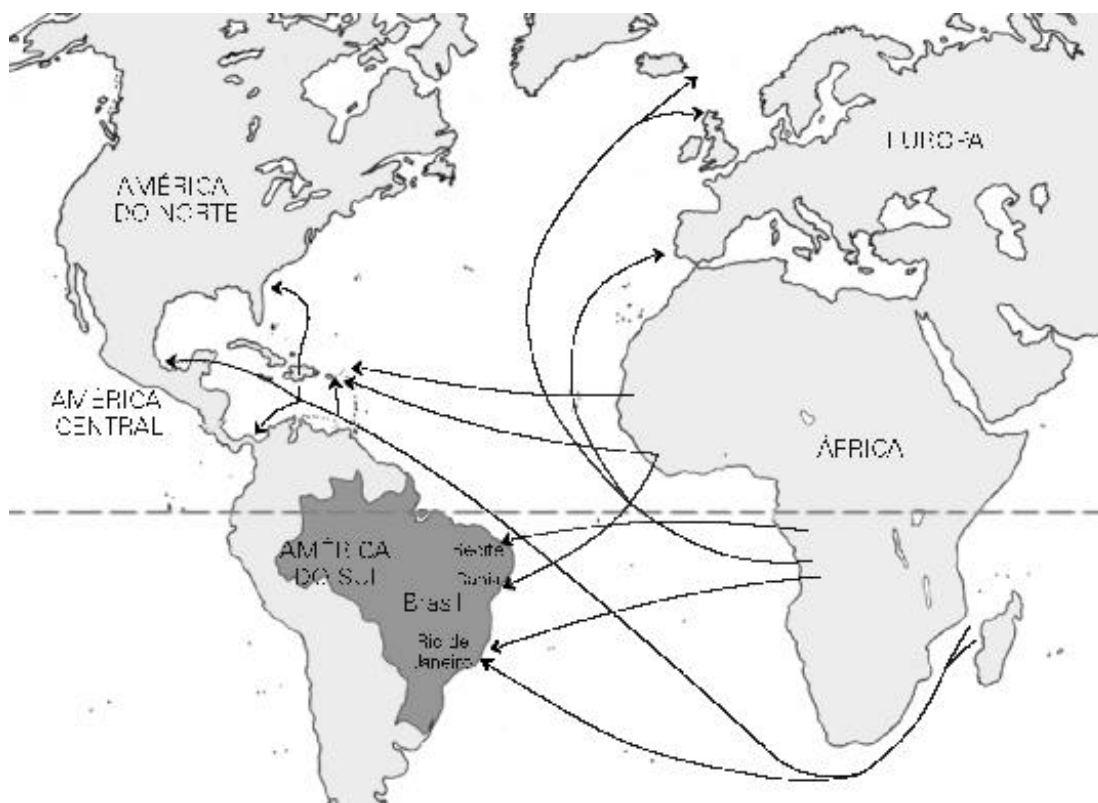 AMÉRICA
DO NORTE
EUROPA
AMÉRICA
CENTRAL
ÁFRICA
AMÉRICA
DO SUL
Recife
Bahia
Brasil
Rio de
Janeiro